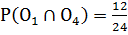 P(O₁ ∩ O₄) = 12/24